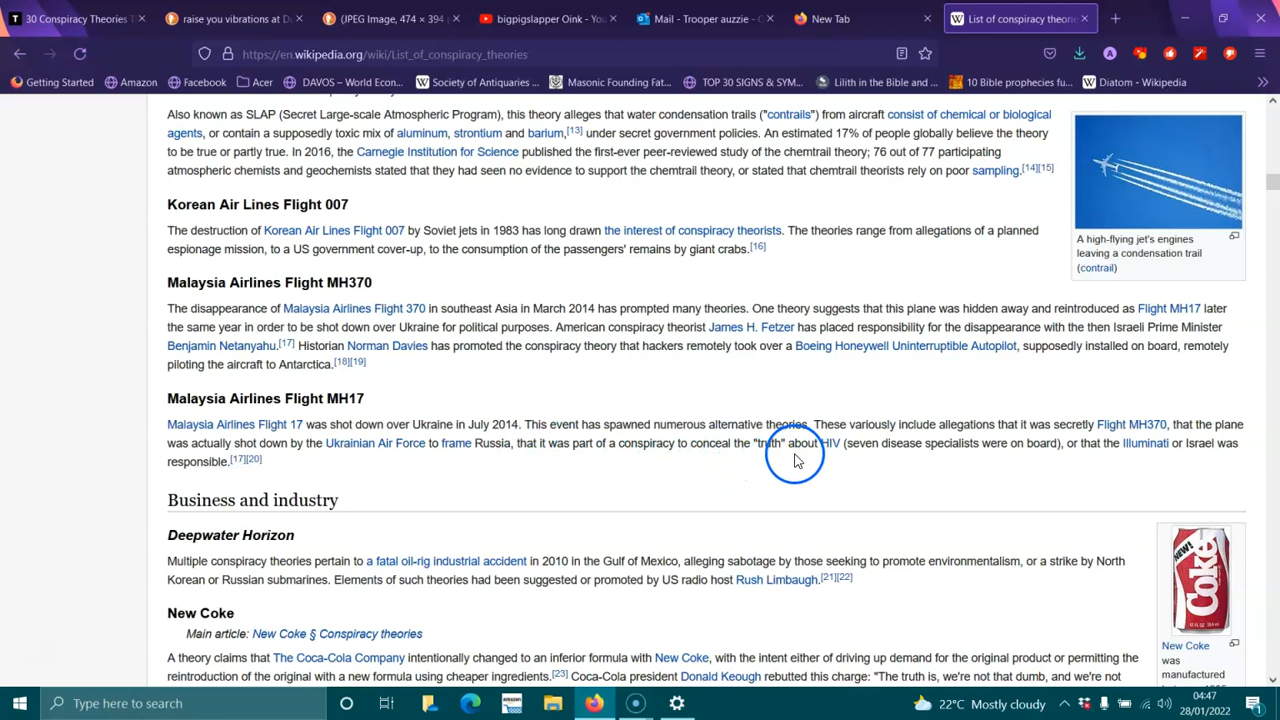 30 Conspiracy Theories T
raise you vibrations at Du
(JPEG Image, 474 × 394 p
bigpigslapper Oink - You
Mail - Trooper auzzie - O
New Tab
List of conspiracy theorie
https://en.wikipedia.org/wiki/List_of_conspiracy_theories
Getting Started
Amazon
Facebook
Acer
DAVOS – World Econ...
Society of Antiquaries ...
Masonic Founding Fat...
TOP 30 SIGNS & SYM...
Lilith in the Bible and ...
10 Bible prophecies fu...
Diatom - Wikipedia
Also known as SLAP (Secret Large-scale Atmospheric Program), this theory alleges that water condensation trails ("contrails") from aircraft consist of chemical or biological
agents, or contain a supposedly toxic mix of aluminum, strontium and barium,[13] under secret government policies. An estimated 17% of people globally believe the theory
to be true or partly true. In 2016, the Carnegie Institution for Science published the first-ever peer-reviewed study of the chemtrail theory; 76 out of 77 participating
atmospheric chemists and geochemists stated that they had seen no evidence to support the chemtrail theory, or stated that chemtrail theorists rely on poor sampling.[14][15]
A high-flying jet's engines
leaving a condensation trail
(contrail)
Korean Air Lines Flight 007
The destruction of Korean Air Lines Flight 007 by Soviet jets in 1983 has long drawn the interest of conspiracy theorists. The theories range from allegations of a planned
espionage mission, to a US government cover-up, to the consumption of the passengers' remains by giant crabs.[16]
Malaysia Airlines Flight MH370
The disappearance of Malaysia Airlines Flight 370 in southeast Asia in March 2014 has prompted many theories. One theory suggests that this plane was hidden away and reintroduced as Flight MH17 later
the same year in order to be shot down over Ukraine for political purposes. American conspiracy theorist James H. Fetzer has placed responsibility for the disappearance with the then Israeli Prime Minister
Benjamin Netanyahu.[17] Historian Norman Davies has promoted the conspiracy theory that hackers remotely took over a Boeing Honeywell Uninterruptible Autopilot, supposedly installed on board, remotely
piloting the aircraft to Antarctica.[18][19]
Malaysia Airlines Flight MH17
Malaysia Airlines Flight 17 was shot down over Ukraine in July 2014. This event has spawned numerous alternative theories. These variously include allegations that it was secretly Flight MH370, that the plane
was actually shot down by the Ukrainian Air Force to frame Russia, that it was part of a conspiracy to conceal the "truth" about HIV (seven disease specialists were on board), or that the Illuminati or Israel was
responsible.[17][20]
Business and industry
Deepwater Horizon
Multiple conspiracy theories pertain to a fatal oil-rig industrial accident in 2010 in the Gulf of Mexico, alleging sabotage by those seeking to promote environmentalism, or a strike by North
Korean or Russian submarines. Elements of such theories had been suggested or promoted by US radio host Rush Limbaugh.[21][22]
New Coke
Main article: New Coke § Conspiracy theories
A theory claims that The Coca-Cola Company intentionally changed to an inferior formula with New Coke, with the intent either of driving up demand for the original product or permitting the
reintroduction of the original with a new formula using cheaper ingredients.[23] Coca-Cola president Donald Keough rebutted this charge: "The truth is, we're not that dumb, and we're not
NEW!
Coke
New Coke
was
manufactured
Type here to search
22°C Mostly cloudy
04:47
28/01/2022